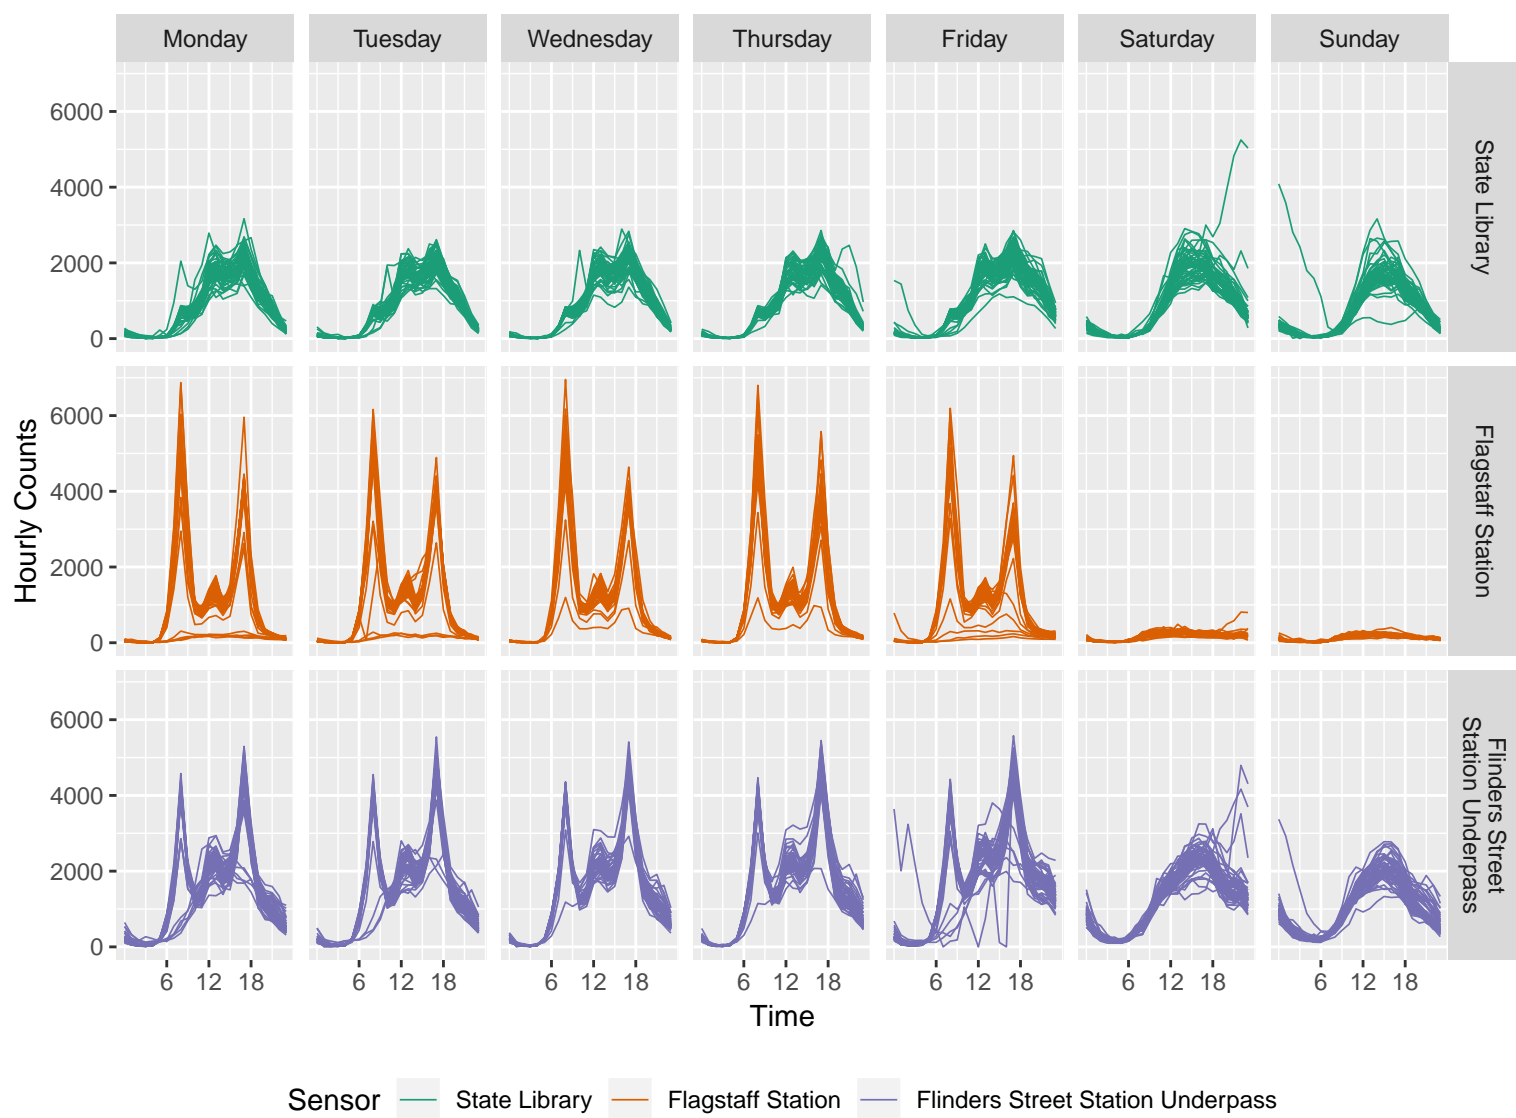 Monday Tuesday Wednesday Thursday Friday Saturday Sunday
6000
4000
2000
0
State Library
6000
4000
2000
0
Flagstaff Station
6000
4000
2000
0
Flinders Street
Station Underpass
Hourly Counts
6 12 18 6 12 18 6 12 18 6 12 18 6 12 18 6 12 18 6 12 18
Time
Sensor State Library Flagstaff Station Flinders Street Station Underpass